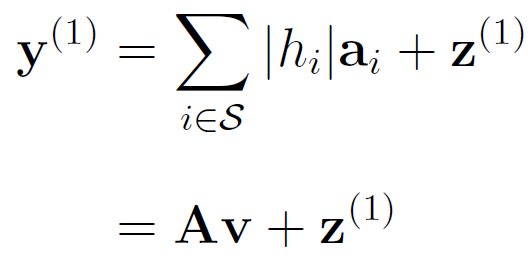 y^{(1)} = \sum_{i \in \mathcal{S}} |h_i| \mathbf{a}_i + \mathbf{z}^{(1)}
= \mathbf{A}\mathbf{v} + \mathbf{z}^{(1)}